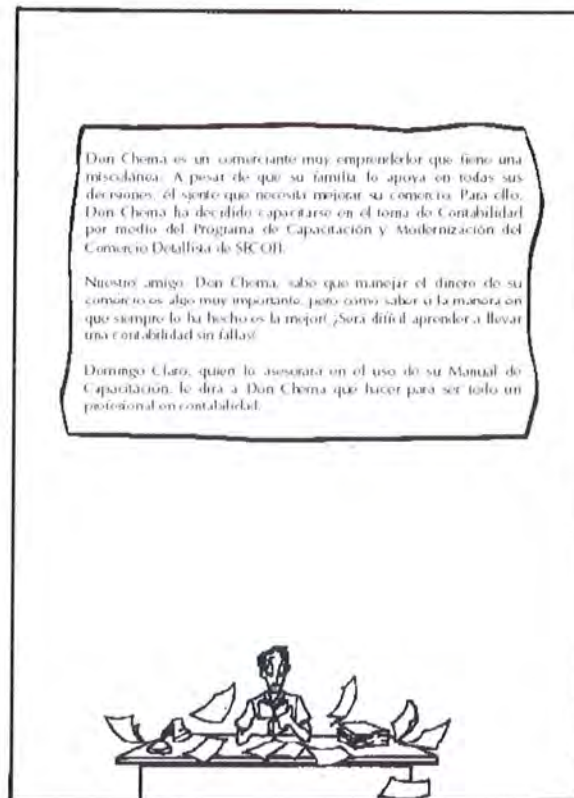 Don Chema es un comerciante muy emprendedor que tiene una
miscelánea. A pesar de que su familia lo apoya en todas sus
decisiones, él siente que necesita mejorar su comercio. Para ello,
Don Chema ha decidido capacitarse en el tema de Contabilidad
por medio del Programa de Capacitación y Modernización del
Comercio Detallista de SECOFI.
Nuestro amigo, Don Chema, sabe que manejar el dinero de su
comercio es algo muy importante, pero cómo saber si la manera en
que siempre lo ha hecho es la mejor? ¿Será difícil aprender a llevar
una contabilidad sin fallas?
Domingo Claro, quien lo asesorará en el uso de su Manual de
Capacitación, le dirá a Don Chema que hacer para ser todo un
profesional en contabilidad.